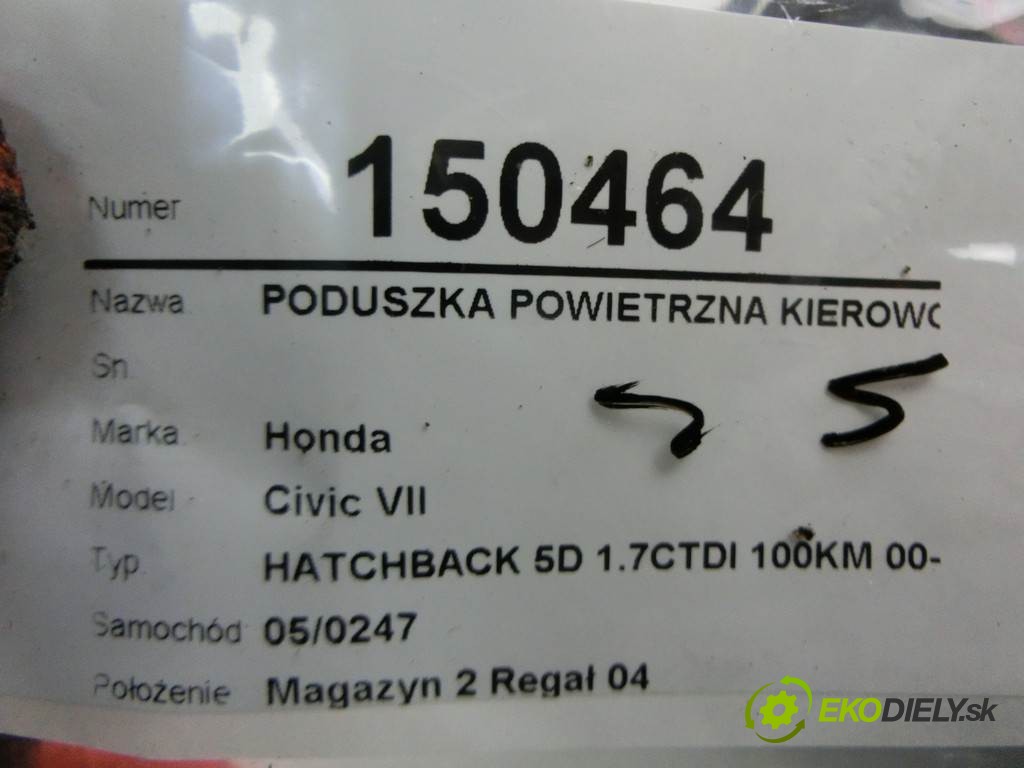 Numer 150464
Nazwa PODUSZKA POWIETRZNA KIEROWC
Sn
Marka Honda
Model Civic VII
Typ HATCHBACK 5D 1.7CTDI 100KM 00-
Samochód 05/0247
Położenie Magazyn 2 Regał 04
EKODIELY.sk